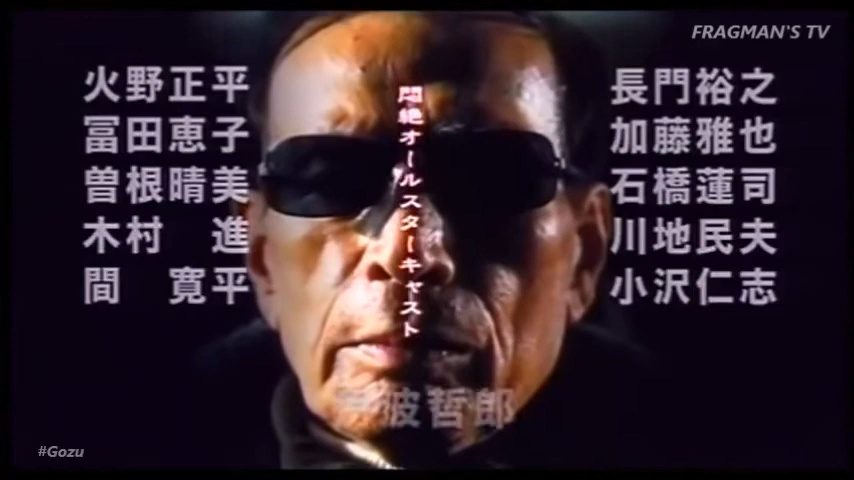 FRAGMAN'S TV
長門裕之
加藤雅也
石橋蓮司
川地民夫
小沢仁志
悶絶オールスターキャスト
火野正平
冨田恵子
曽根晴美
木村 進
間 寛平
波哲郎
#Gozu